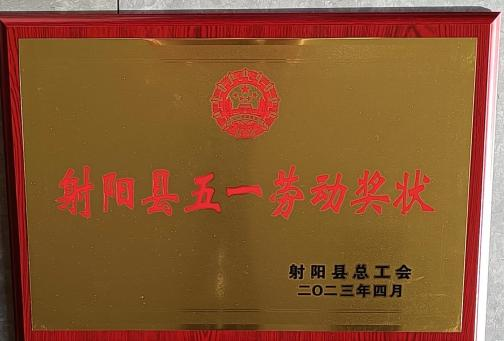 射阳县五一劳动奖状
射阳县总工会
二〇二三年四月